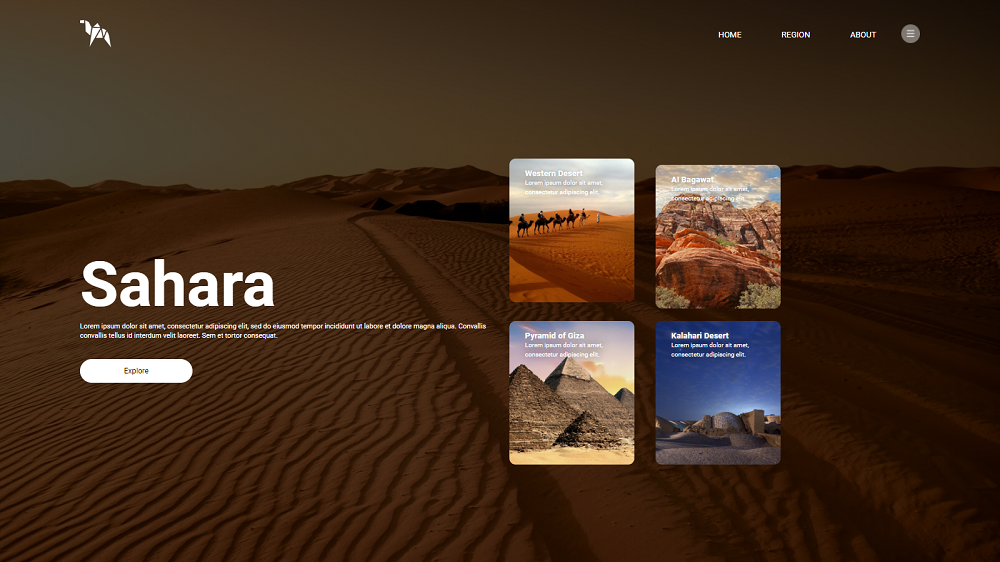 HOME
REGION
ABOUT
Sahara
Lorem ipsum dolor sit amet, consectetur adipiscing elit, sed do eiusmod tempor incididunt ut labore et dolore magna aliqua. Convallis
convallis tellus id interdum velit laoreet. Sem et tortor consequat.
Explore
Western Desert
Lorem ipsum dolor sit amet,
consectetur adipiscing elit,
Al Bagawat
Lorem ipsum dolor sit amet,
consectetur adipiscing elit,
Pyramid of Giza
Lorem ipsum dolor sit amet,
consectetur adipiscing elit,
Kalahari Desert
Lorem ipsum dolor sit amet,
consectetur adipiscing elit,